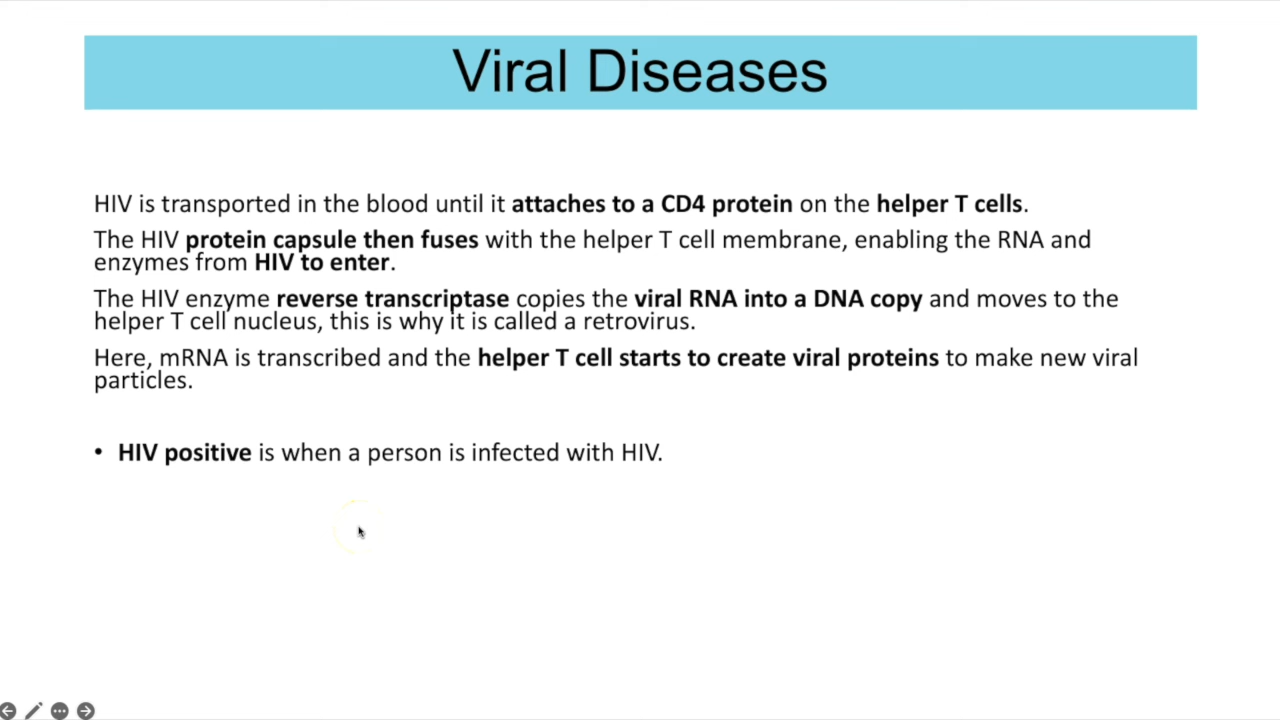 Viral Diseases
HIV is transported in the blood until it attaches to a CD4 protein on the helper T cells.
The HIV protein capsule then fuses with the helper T cell membrane, enabling the RNA and
enzymes from HIV to enter.
The HIV enzyme reverse transcriptase copies the viral RNA into a DNA copy and moves to the
helper T cell nucleus, this is why it is called a retrovirus.
Here, mRNA is transcribed and the helper T cell starts to create viral proteins to make new viral
particles.
• HIV positive is when a person is infected with HIV.